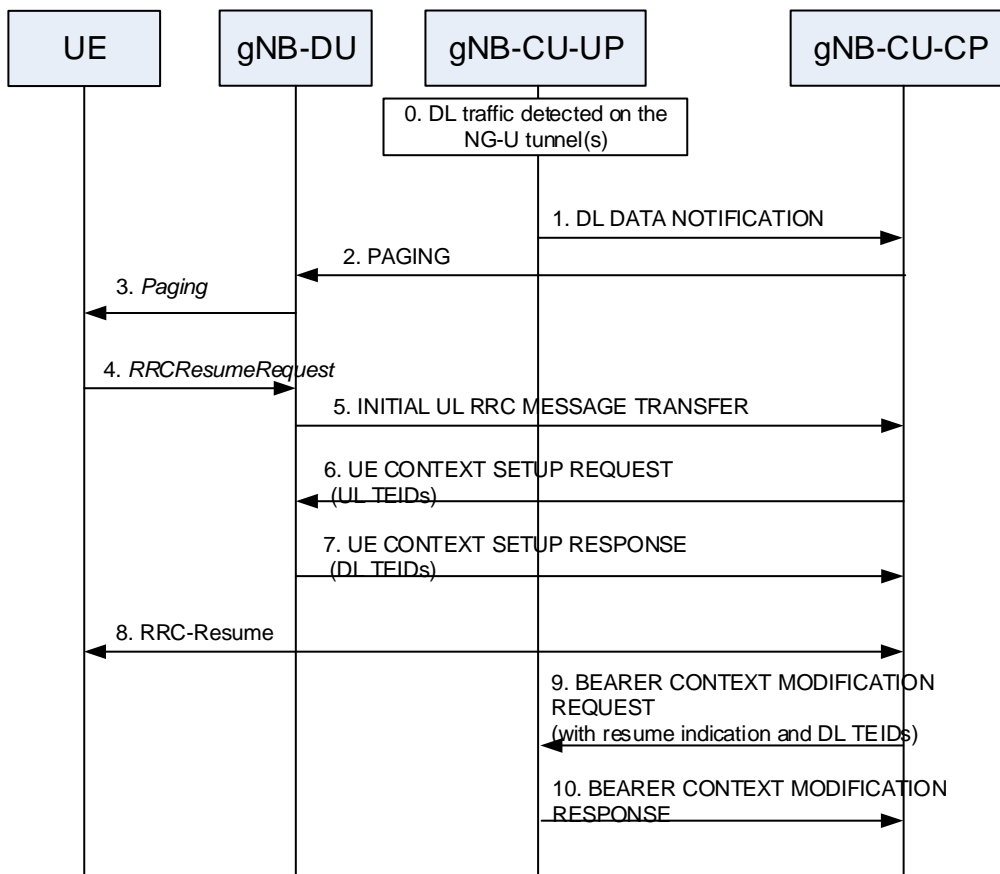 UE
gNB-DU
gNB-CU-UP
gNB-CU-CP
0. DL traffic detected on the
NG-U tunnel(s)
1. DL DATA NOTIFICATION
2. PAGING
3. Paging
4. RRCResumeRequest
5. INITIAL UL RRC MESSAGE TRANSFER
6. UE CONTEXT SETUP REQUEST
(UL TEIDs)
7. UE CONTEXT SETUP RESPONSE
(DL TEIDs)
8. RRC-Resume
9. BEARER CONTEXT MODIFICATION
REQUEST
(with resume indication and DL TEIDs)
10. BEARER CONTEXT MODIFICATION
RESPONSE